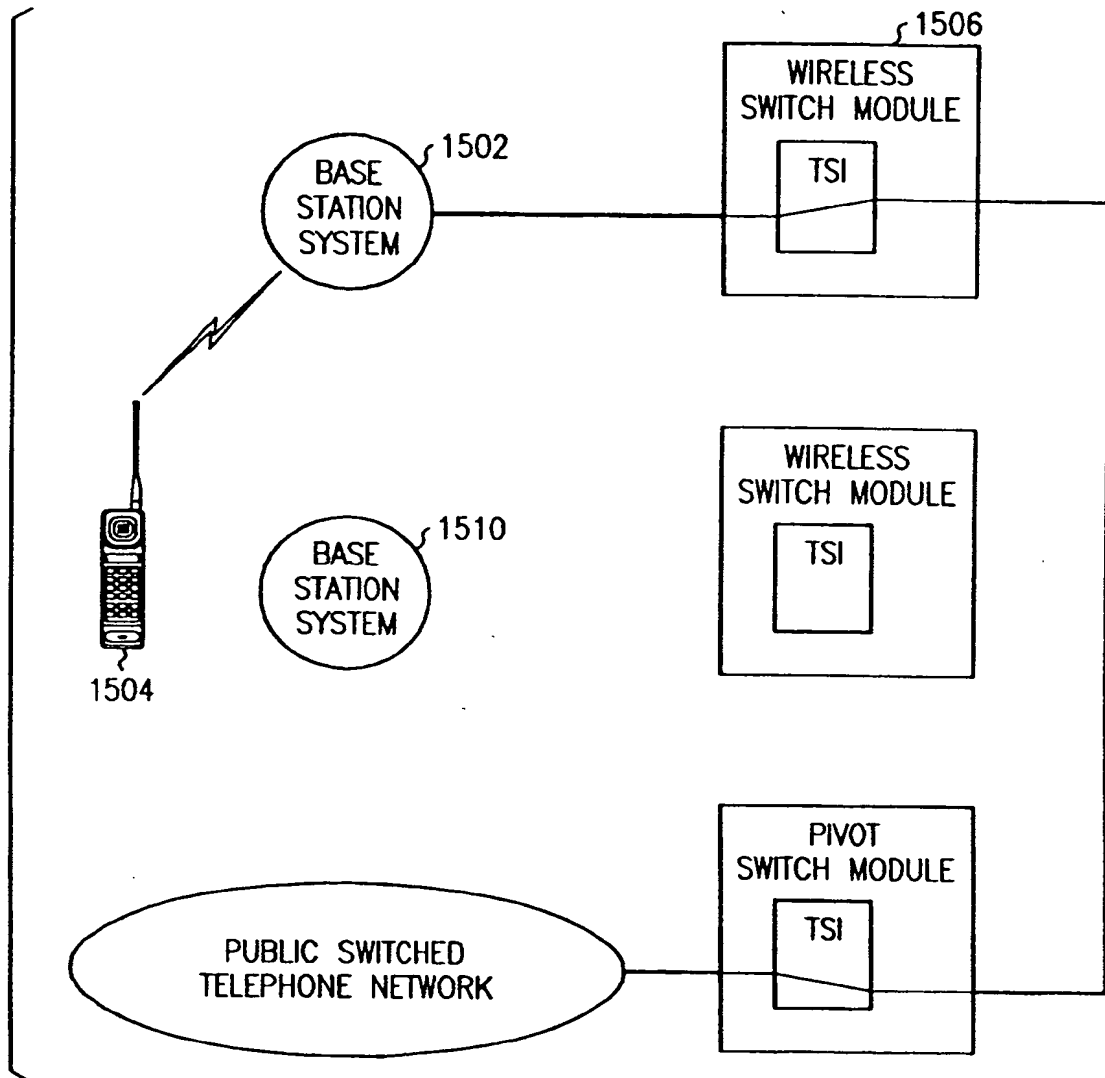 1506
WIRELESS
SWITCH MODULE
TSI
1502
BASE
STATION
SYSTEM
WIRELESS
SWITCH MODULE
TSI
1510
BASE
STATION
SYSTEM
1504
PIVOT
SWITCH MODULE
TSI
PUBLIC SWITCHED
TELEPHONE NETWORK